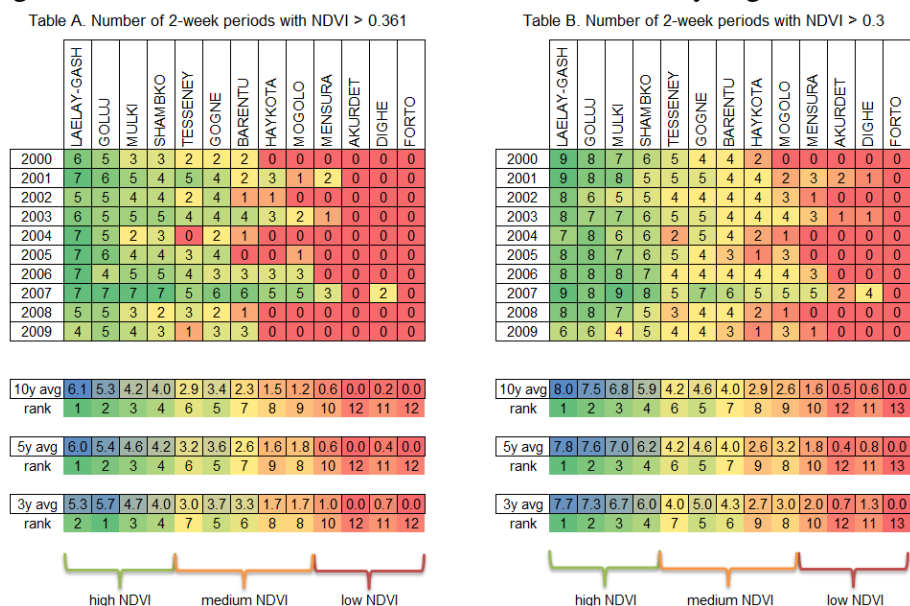 Table A. Number of 2-week periods with NDVI > 0.361
LAELAY-GASH GOLUJ MULKI SHAMBKO TESSENEY GOGNE BARENTU HAYKOTA MOGOLO MENSURA AKURDET DIGHE FORTO
2000 6 5 3 3 2 2 2 0 0 0 0 0 0
2001 7 6 5 4 5 4 2 3 1 2 0 0 0
2002 5 5 4 4 2 4 1 1 0 0 0 0 0
2003 6 5 5 5 4 4 4 3 2 1 0 0 0
2004 7 5 2 3 0 2 1 0 0 0 0 0 0
2005 7 6 4 4 3 4 0 0 1 0 0 0 0
2006 7 4 5 5 4 3 3 3 3 0 0 0 0
2007 7 7 7 7 5 6 6 5 5 3 0 2 0
2008 5 5 3 2 3 2 1 0 0 0 0 0 0
2009 4 5 4 3 1 3 3 0 0 0 0 0 0
10y avg 6.1 5.3 4.2 4.0 2.9 3.4 2.3 1.5 1.2 0.6 0.0 0.2 0.0
rank 1 2 3 4 6 5 7 8 9 10 12 11 12
5y avg 6.0 5.4 4.6 4.2 3.2 3.6 2.6 1.6 1.8 0.6 0.0 0.4 0.0
rank 1 2 3 4 6 5 7 9 8 10 12 11 12
3y avg 5.3 5.7 4.7 4.0 3.0 3.7 3.3 1.7 1.7 1.0 0.0 0.7 0.0
rank 2 1 3 4 7 5 6 8 8 10 12 11 12
high NDVI medium NDVI low NDVI
Table B. Number of 2-week periods with NDVI > 0.3
LAELAY-GASH GOLUJ MULKI SHAMBKO TESSENEY GOGNE BARENTU HAYKOTA MOGOLO MENSURA AKURDET DIGHE FORTO
2000 9 8 7 6 5 4 4 2 0 0 0 0 0
2001 9 8 8 5 5 5 4 4 2 3 2 1 0
2002 8 6 5 5 4 4 4 4 3 1 0 0 0
2003 8 7 7 6 5 5 4 4 4 3 1 1 0
2004 7 8 6 6 2 5 4 2 1 0 0 0 0
2005 8 8 8 5 5 4 3 1 3 0 0 0 0
2006 8 8 8 7 4 4 4 4 4 3 0 0 0
2007 9 8 9 8 5 7 6 5 5 5 2 4 0
2008 8 8 7 5 3 4 4 2 1 0 0 0 0
2009 6 6 4 5 4 4 3 1 3 1 0 0 0
10y avg 8.0 7.5 6.8 5.9 4.2 4.6 4.0 2.9 2.6 1.6 0.5 0.6 0.0
rank 1 2 3 4 6 5 7 8 9 10 12 11 13
5y avg 7.8 7.6 7.0 6.2 4.2 4.6 4.0 2.6 3.0 1.8 0.4 0.8 0.0
rank 1 2 3 4 6 5 7 9 8 10 12 11 13
3y avg 7.7 7.3 6.7 6.0 4.0 5.0 4.3 2.7 3.0 2.0 0.7 1.3 0.0
rank 1 2 3 4 7 5 6 9 8 10 12 11 13
high NDVI medium NDVI low NDVI